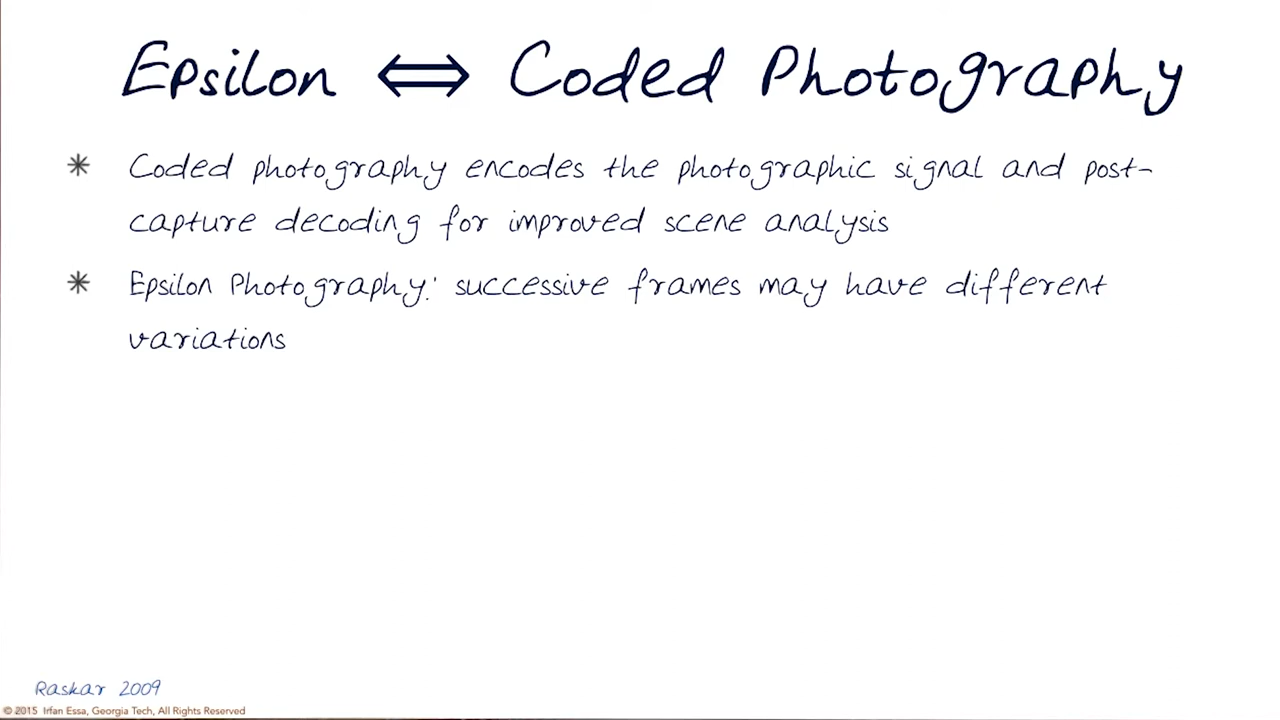 Epsilon ⟺ Coded Photography
* Coded photography encodes the photographic signal and post-
capture decoding for improved scene analysis
* Epsilon Photography: successive frames may have different
variations
Raskar 2009
© 2015 Irfan Essa, Georgia Tech, All Rights Reserved